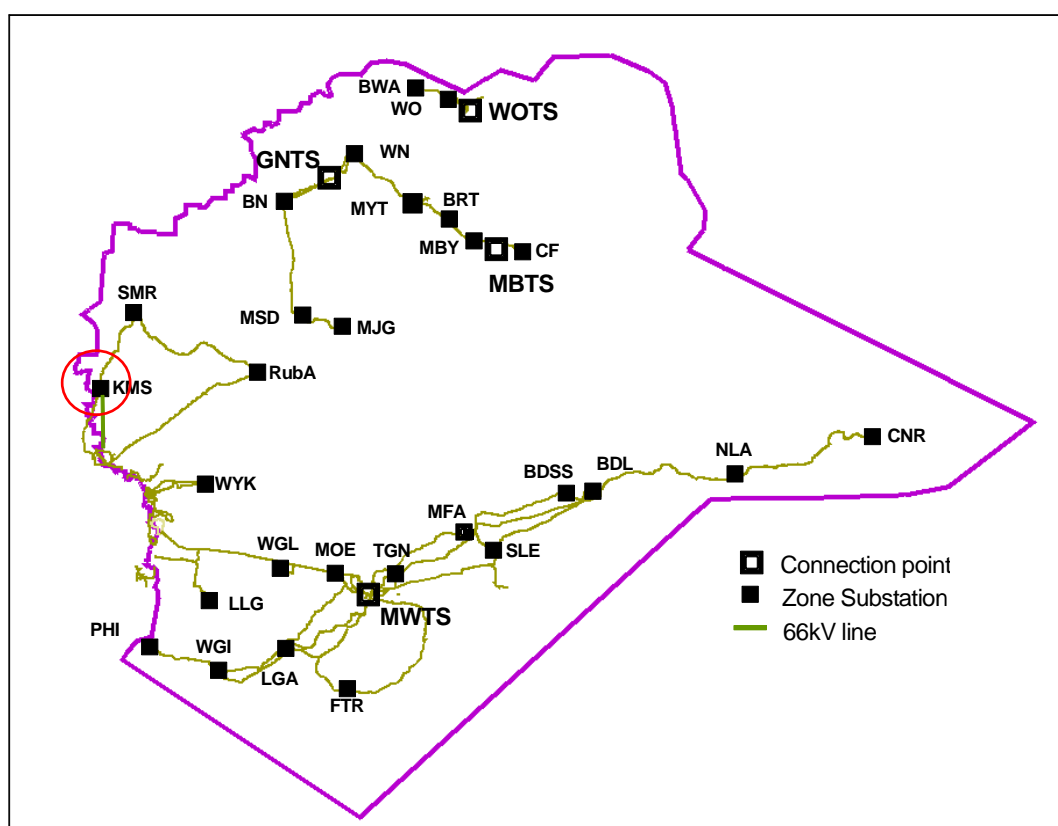 BWA
WO
WOTS
WN
GNTS
BN
MYT
BRT
MBY
CF
MBTS
SMR
MSD
MJG
KMS
RubA
CNR
NLA
BDL
BDSS
WYK
MFA
SLE
WGL
MOE
TGN
LLG
MWTS
PHI
WGI
LGA
FTR
Connection point
Zone Substation
66kV line